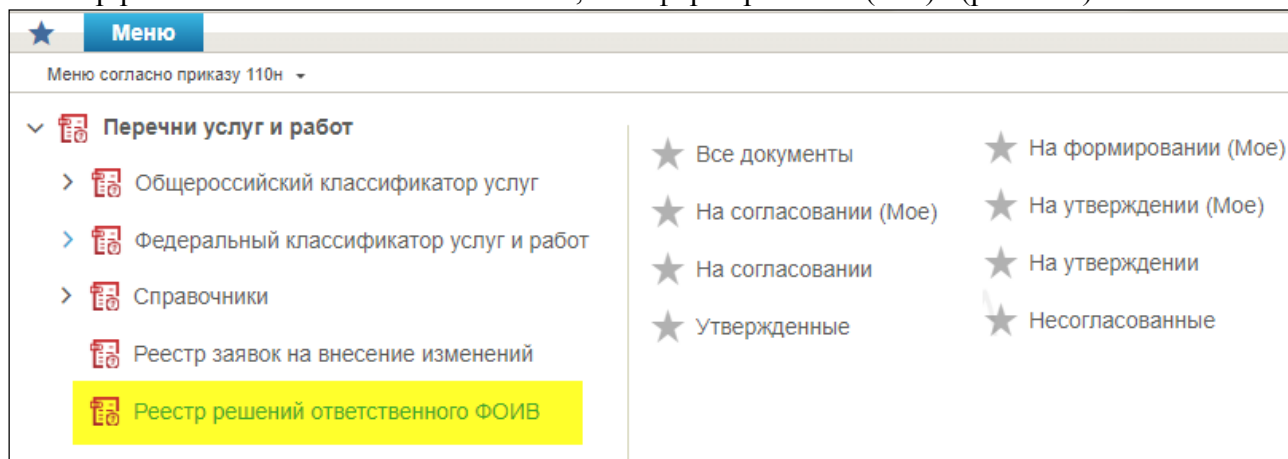 Меню
Меню согласно приказу 110н
Перечни услуг и работ
Общероссийский классификатор услуг
Федеральный классификатор услуг и работ
Справочники
Реестр заявок на внесение изменений
Реестр решений ответственного ФОИВ
Все документы
На согласовании (Мое)
На согласовании
Утвержденные
На формировании (Мое)
На утверждении (Мое)
На утверждении
Несогласованные